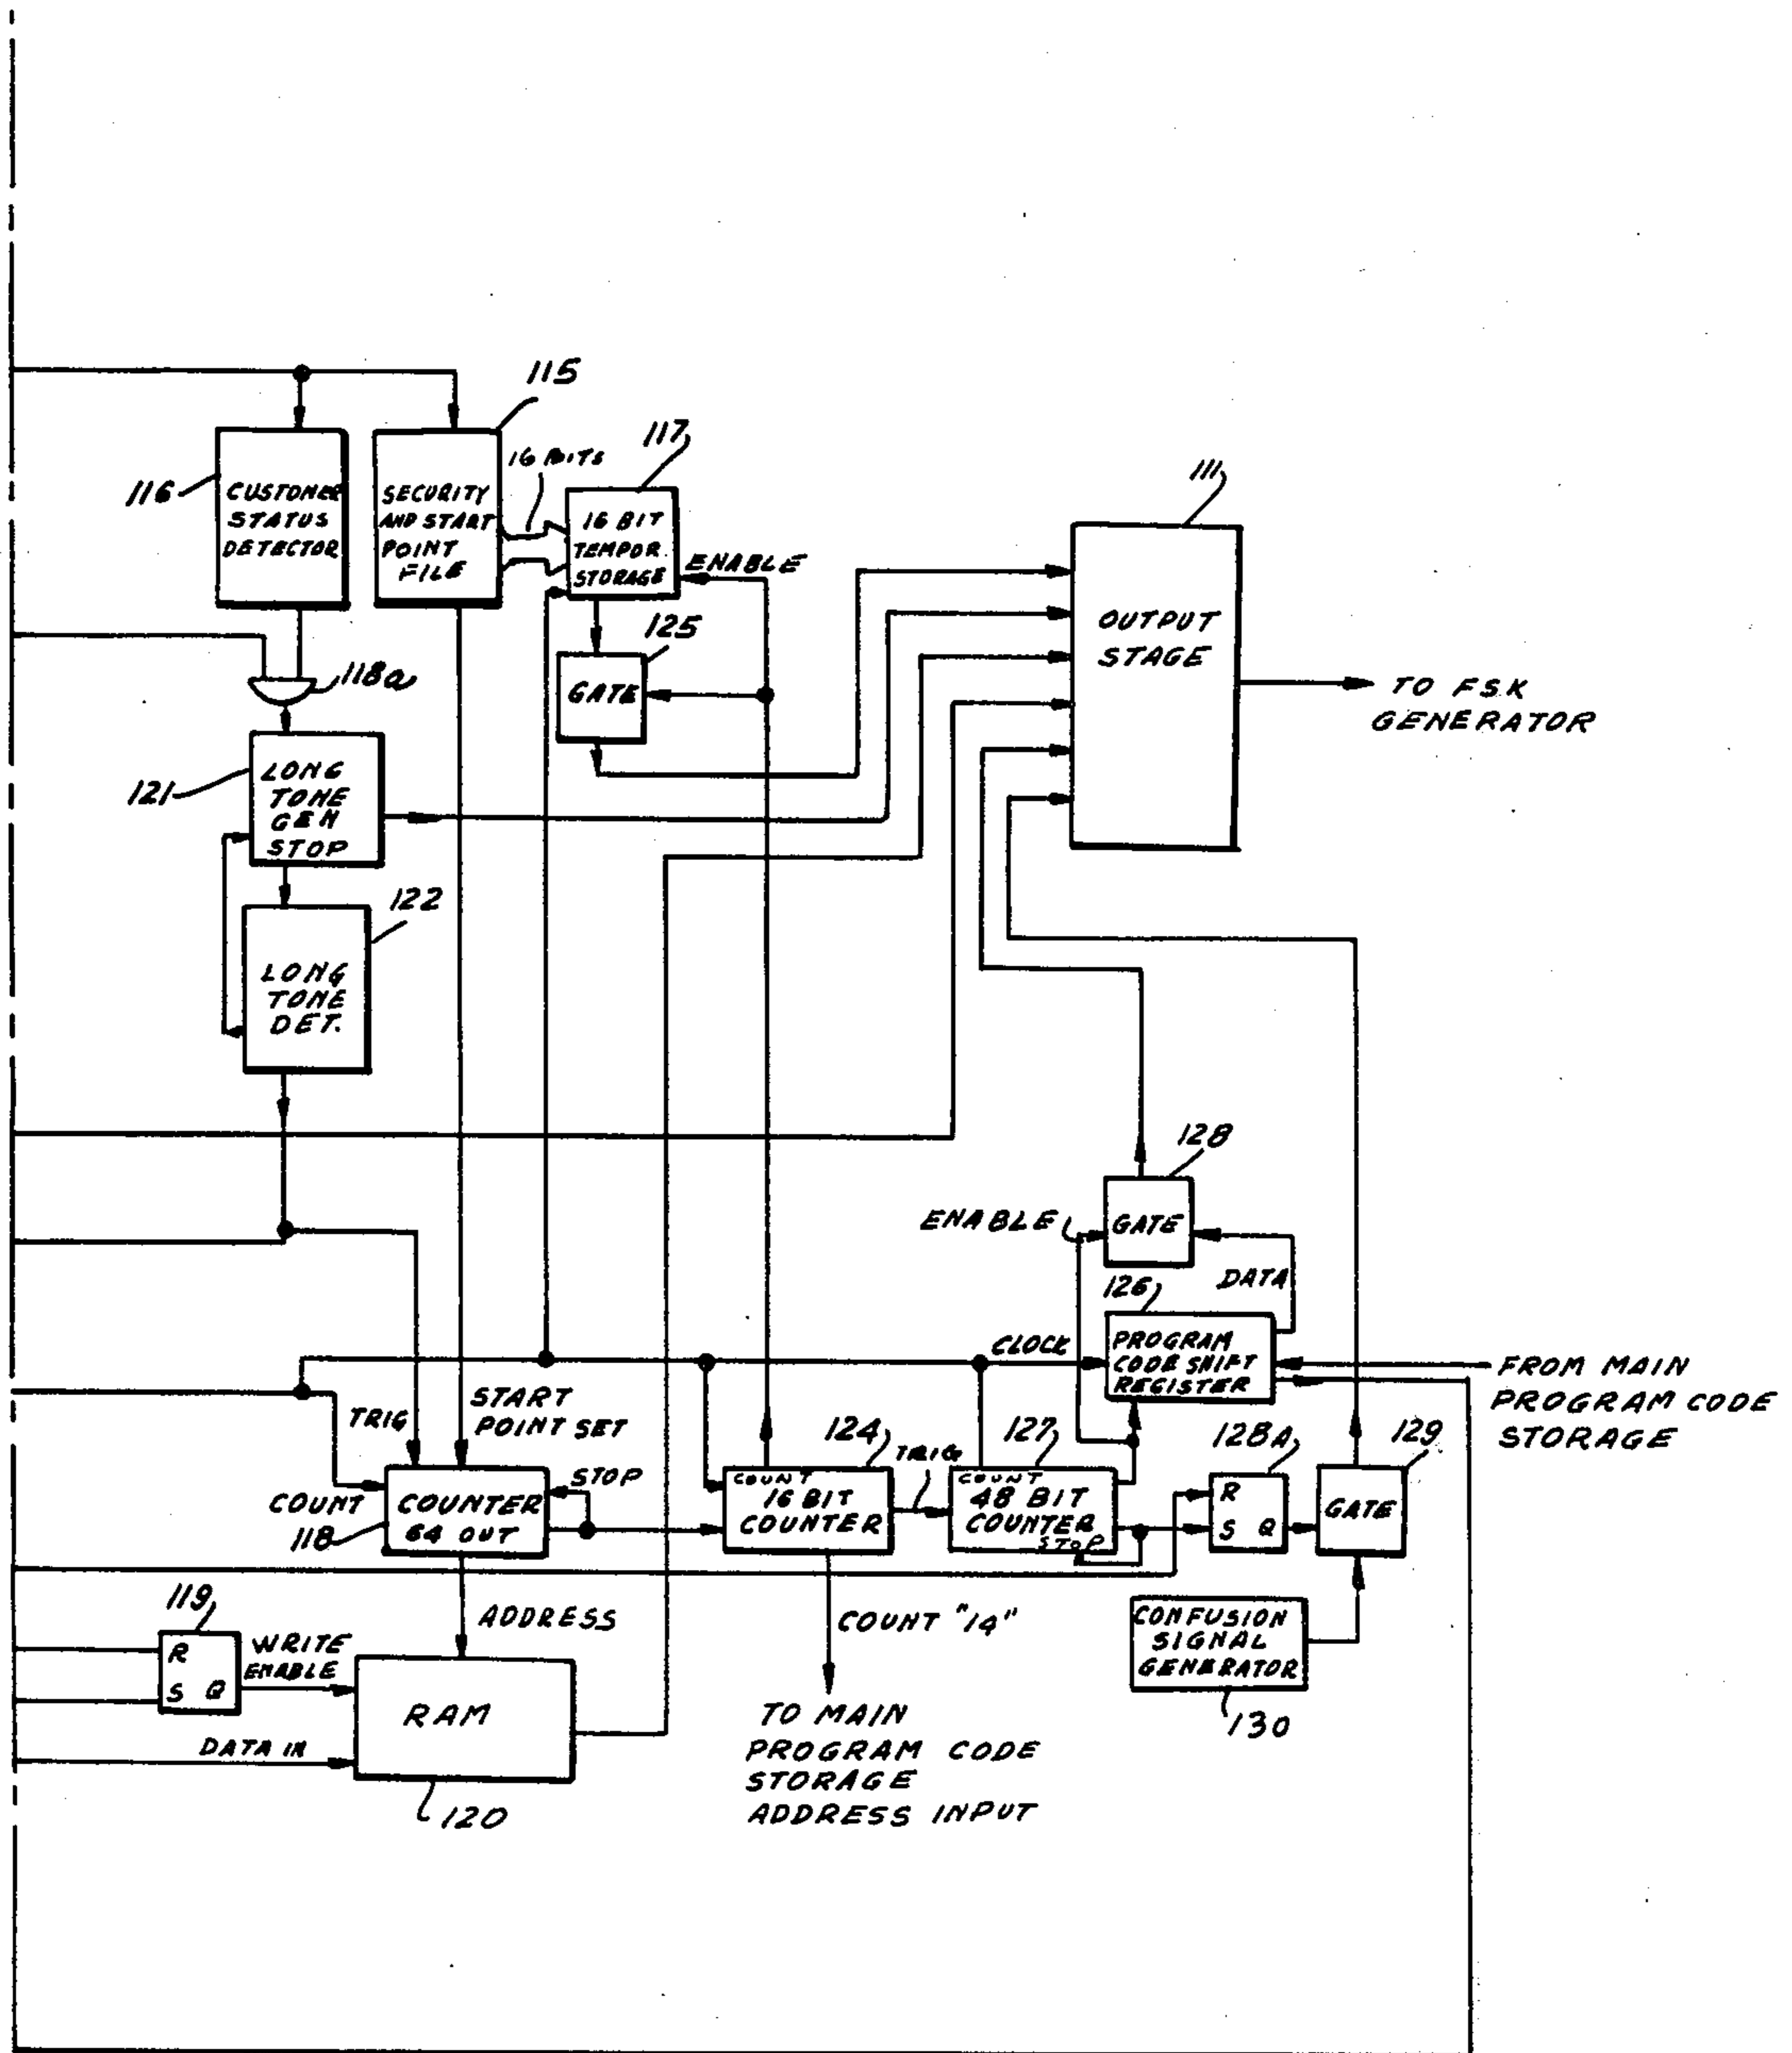 115
117
16 BITS
111
116
CUSTOMER
STATUS
DETECTOR
SECURITY
AND START
POINT
FILE
16 BIT
TEMPOR.
STORAGE
ENABLE
125
GATE
OUTPUT
STAGE
TO F.S.K
GENERATOR
118a
121
LONG
TONE
GEN
STOP
122
LONG
TONE
DET.
128
ENABLE
GATE
DATA
126
CLOCK
PROGRAM
CODE SHIFT
REGISTER
FROM MAIN
PROGRAM CODE
STORAGE
TRIG
START
POINT SET
124
TRIG
127
128A
129
STOP
COUNT
118
COUNTER
64 OUT
COUNT
16 BIT
COUNTER
COUNT
48 BIT
COUNTER
STOP
R
S Q
GATE
119
R
S Q
WRITE
ENABLE
ADDRESS
COUNT "14"
CONFUSION
SIGNAL
GENERATOR
130
RAM
DATA IN
120
TO MAIN
PROGRAM CODE
STORAGE
ADDRESS INPUT